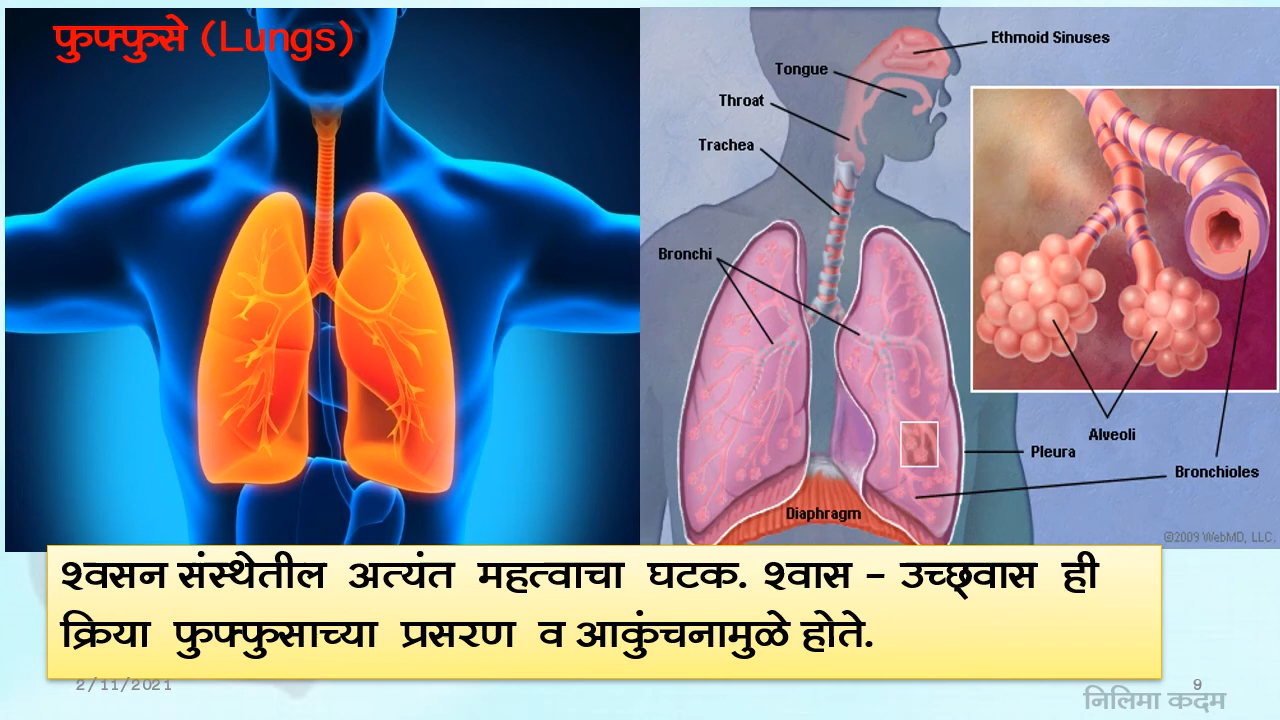 फुफ्फुसे (Lungs)
Ethmoid Sinuses
Tongue
Throat
Trachea
Bronchi
Alveoli
Pleura
Bronchioles
Diaphragm
©2009 WebMD, LLC.
श्वसन संस्थेतील अत्यंत महत्वाचा घटक. श्वास - उच्छ्वास ही
क्रिया फुफ्फुसाच्या प्रसरण व आकुंचनामुळे होते.
2/11/2021
9
निलिमा कदम